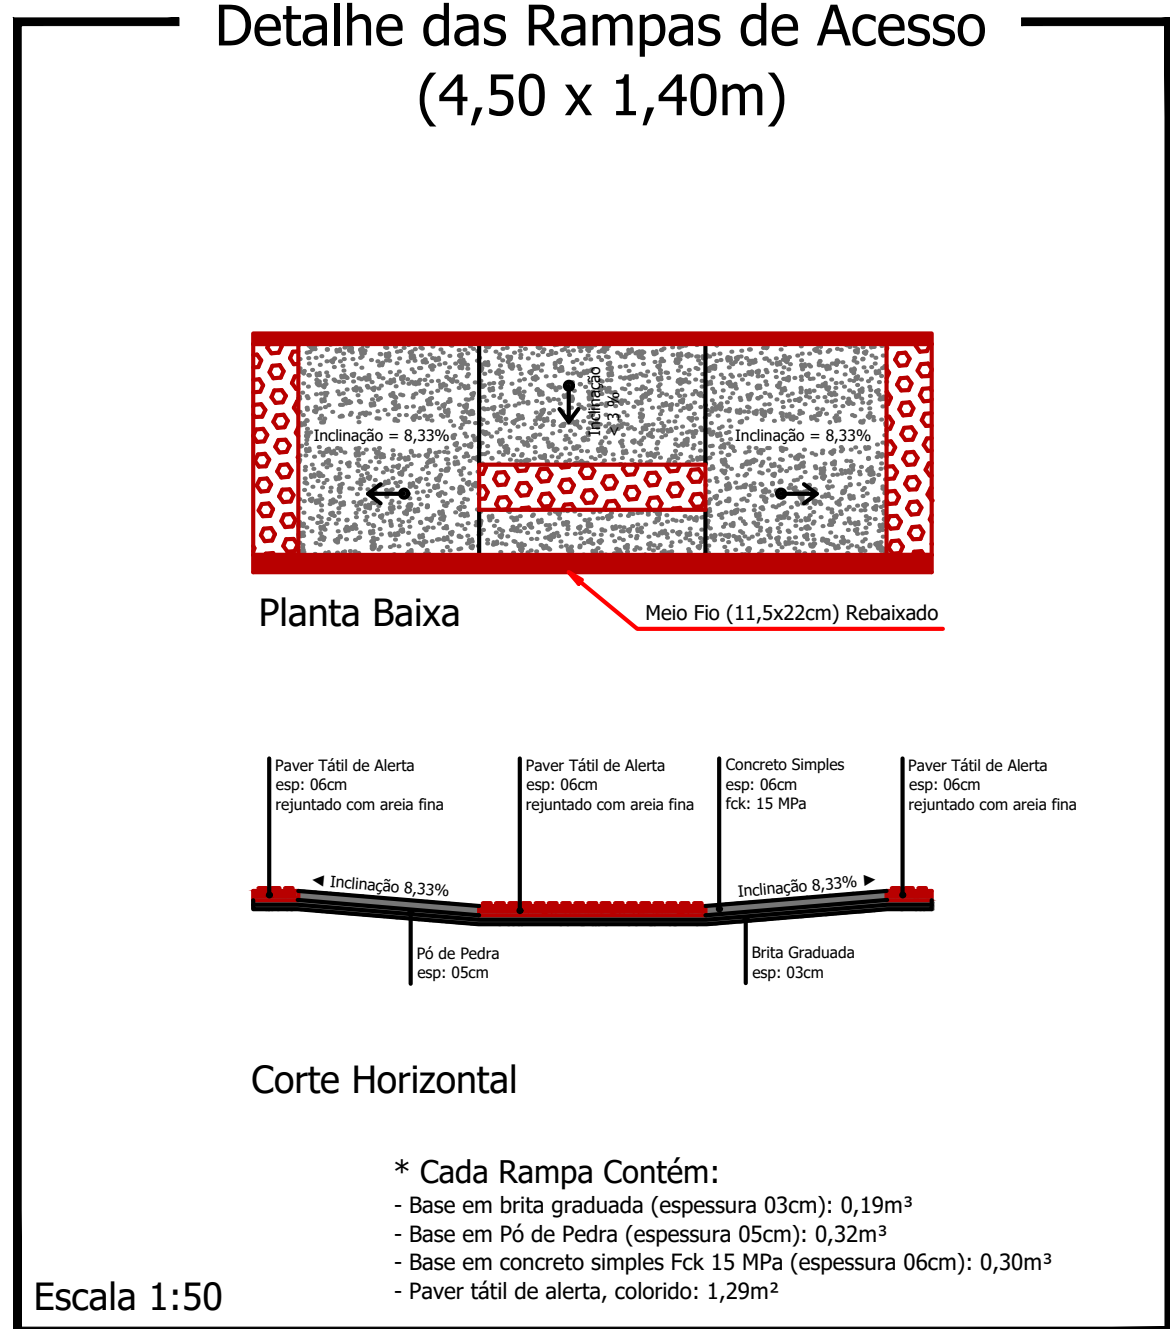 Detalhe das Rampas de Acesso
(4,50 x 1,40m)
Inclinação
< 3 %
Inclinação = 8,33%
Inclinação = 8,33%
Planta Baixa
Meio Fio (11,5x22cm) Rebaixado
Paver Tátil de Alerta
esp: 06cm
rejuntado com areia fina
Paver Tátil de Alerta
esp: 06cm
rejuntado com areia fina
Concreto Simples
esp: 06cm
fck: 15 MPa
Paver Tátil de Alerta
esp: 06cm
rejuntado com areia fina
Inclinação 8,33%
Inclinação 8,33%
Pó de Pedra
esp: 05cm
Brita Graduada
esp: 03cm
Corte Horizontal
* Cada Rampa Contém:
- Base em brita graduada (espessura 03cm): 0,19m³
- Base em Pó de Pedra (espessura 05cm): 0,32m³
- Base em concreto simples Fck 15 MPa (espessura 06cm): 0,30m³
- Paver tátil de alerta, colorido: 1,29m²
Escala 1:50